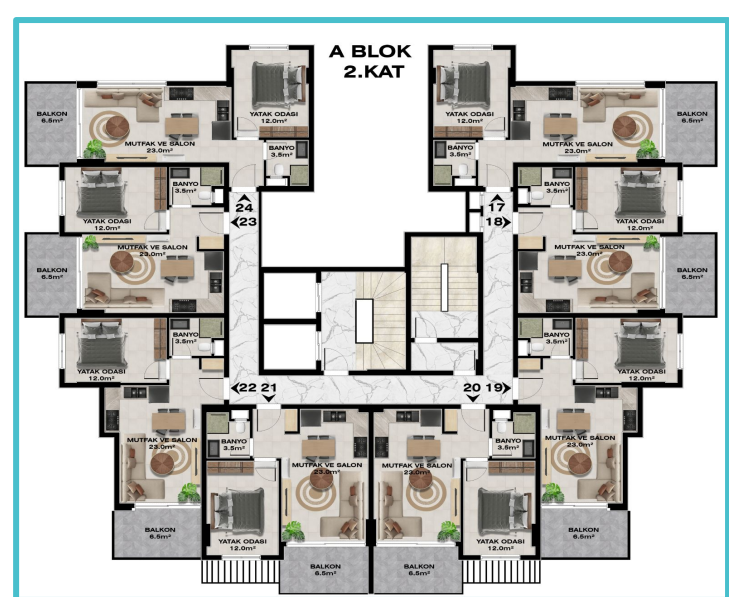 A BLOK
2.KAT
YATAK ODASI
12.0m²
YATAK ODASI
12.0m²
BALKON
6.5m²
MUTFAK VE SALON
23.0m²
BANYO
3.5m²
BANYO
3.5m²
MUTFAK VE SALON
23.0m²
BALKON
6.5m²
BANYO
3.5m²
24
17
BANYO
3.5m²
YATAK ODASI
12.0m²
23
18
YATAK ODASI
12.0m²
BALKON
6.5m²
MUTFAK VE SALON
23.0m²
MUTFAK VE SALON
23.0m²
BALKON
6.5m²
BANYO
3.5m²
BANYO
3.5m²
YATAK ODASI
12.0m²
YATAK ODASI
12.0m²
22 21
20 19
MUTFAK VE SALON
23.0m²
BANYO
3.5m²
MUTFAK VE SALON
23.0m²
MUTFAK VE SALON
23.0m²
BANYO
3.5m²
MUTFAK VE SALON
23.0m²
BALKON
6.5m²
YATAK ODASI
12.0m²
YATAK ODASI
12.0m²
BALKON
6.5m²
BALKON
6.5m²
BALKON
6.5m²